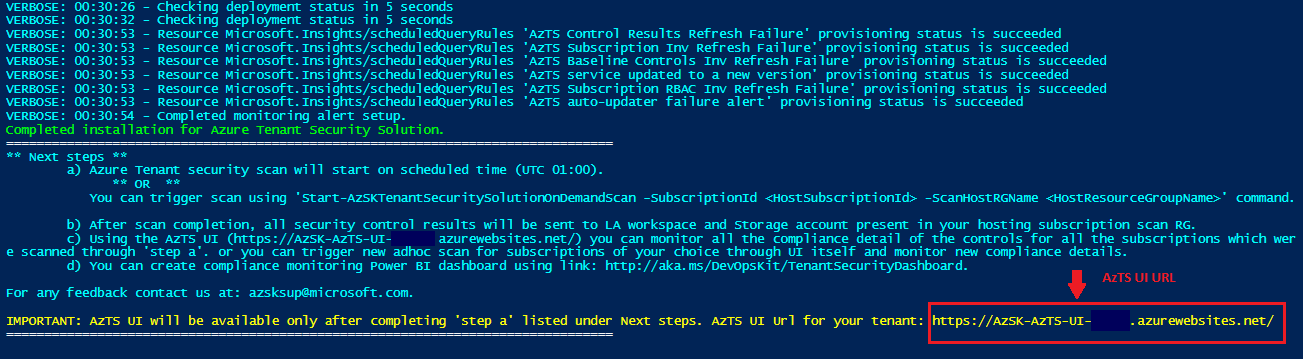 VERBOSE: 00:30:26 - Checking deployment status in 5 seconds
VERBOSE: 00:30:32 - Checking deployment status in 5 seconds
VERBOSE: 00:30:53 - Resource Microsoft.Insights/scheduledQueryRules 'AzTS Control Results Refresh Failure' provisioning status is succeeded
VERBOSE: 00:30:53 - Resource Microsoft.Insights/scheduledQueryRules 'AzTS Subscription Inv Refresh Failure' provisioning status is succeeded
VERBOSE: 00:30:53 - Resource Microsoft.Insights/scheduledQueryRules 'AzTS Baseline Controls Inv Refresh Failure' provisioning status is succeeded
VERBOSE: 00:30:53 - Resource Microsoft.Insights/scheduledQueryRules 'AzTS service updated to a new version' provisioning status is succeeded
VERBOSE: 00:30:53 - Resource Microsoft.Insights/scheduledQueryRules 'AzTS Subscription RBAC Inv Refresh Failure' provisioning status is succeeded
VERBOSE: 00:30:53 - Resource Microsoft.Insights/scheduledQueryRules 'AzTS auto-updater failure alert' provisioning status is succeeded
VERBOSE: 00:30:54 - Completed monitoring alert setup.
Completed installation for Azure Tenant Security Solution.
================================================================================
** Next steps **
a) Azure Tenant security scan will start on scheduled time (UTC 01:00).
** OR  **
You can trigger scan using 'Start-AzSKTenantSecuritySolutionOnDemandScan -SubscriptionId <HostSubscriptionId> -ScanHostRGName <HostResourceGroupName>' command.
b) After scan completion, all security control results will be sent to LA workspace and Storage account present in your hosting subscription scan RG.
c) Using the AzTS UI (https://AzSK-AzTS-UI- azurewebsites.net/) you can monitor all the compliance detail of the controls for all the subscriptions which wer
e scanned through 'step a'. or you can trigger new adhoc scan for subscriptions of your choice through UI itself and monitor new compliance details.
d) You can create compliance monitoring Power BI dashboard using link: http://aka.ms/DevOpsKit/TenantSecurityDashboard.
AzTS UI URL
For any feedback contact us at: azsksup@microsoft.com.
IMPORTANT: AzTS UI will be available only after completing 'step a' listed under Next steps. AzTS UI Url for your tenant: https://AzSK-AzTS-UI- .azurewebsites.net/
================================================================================